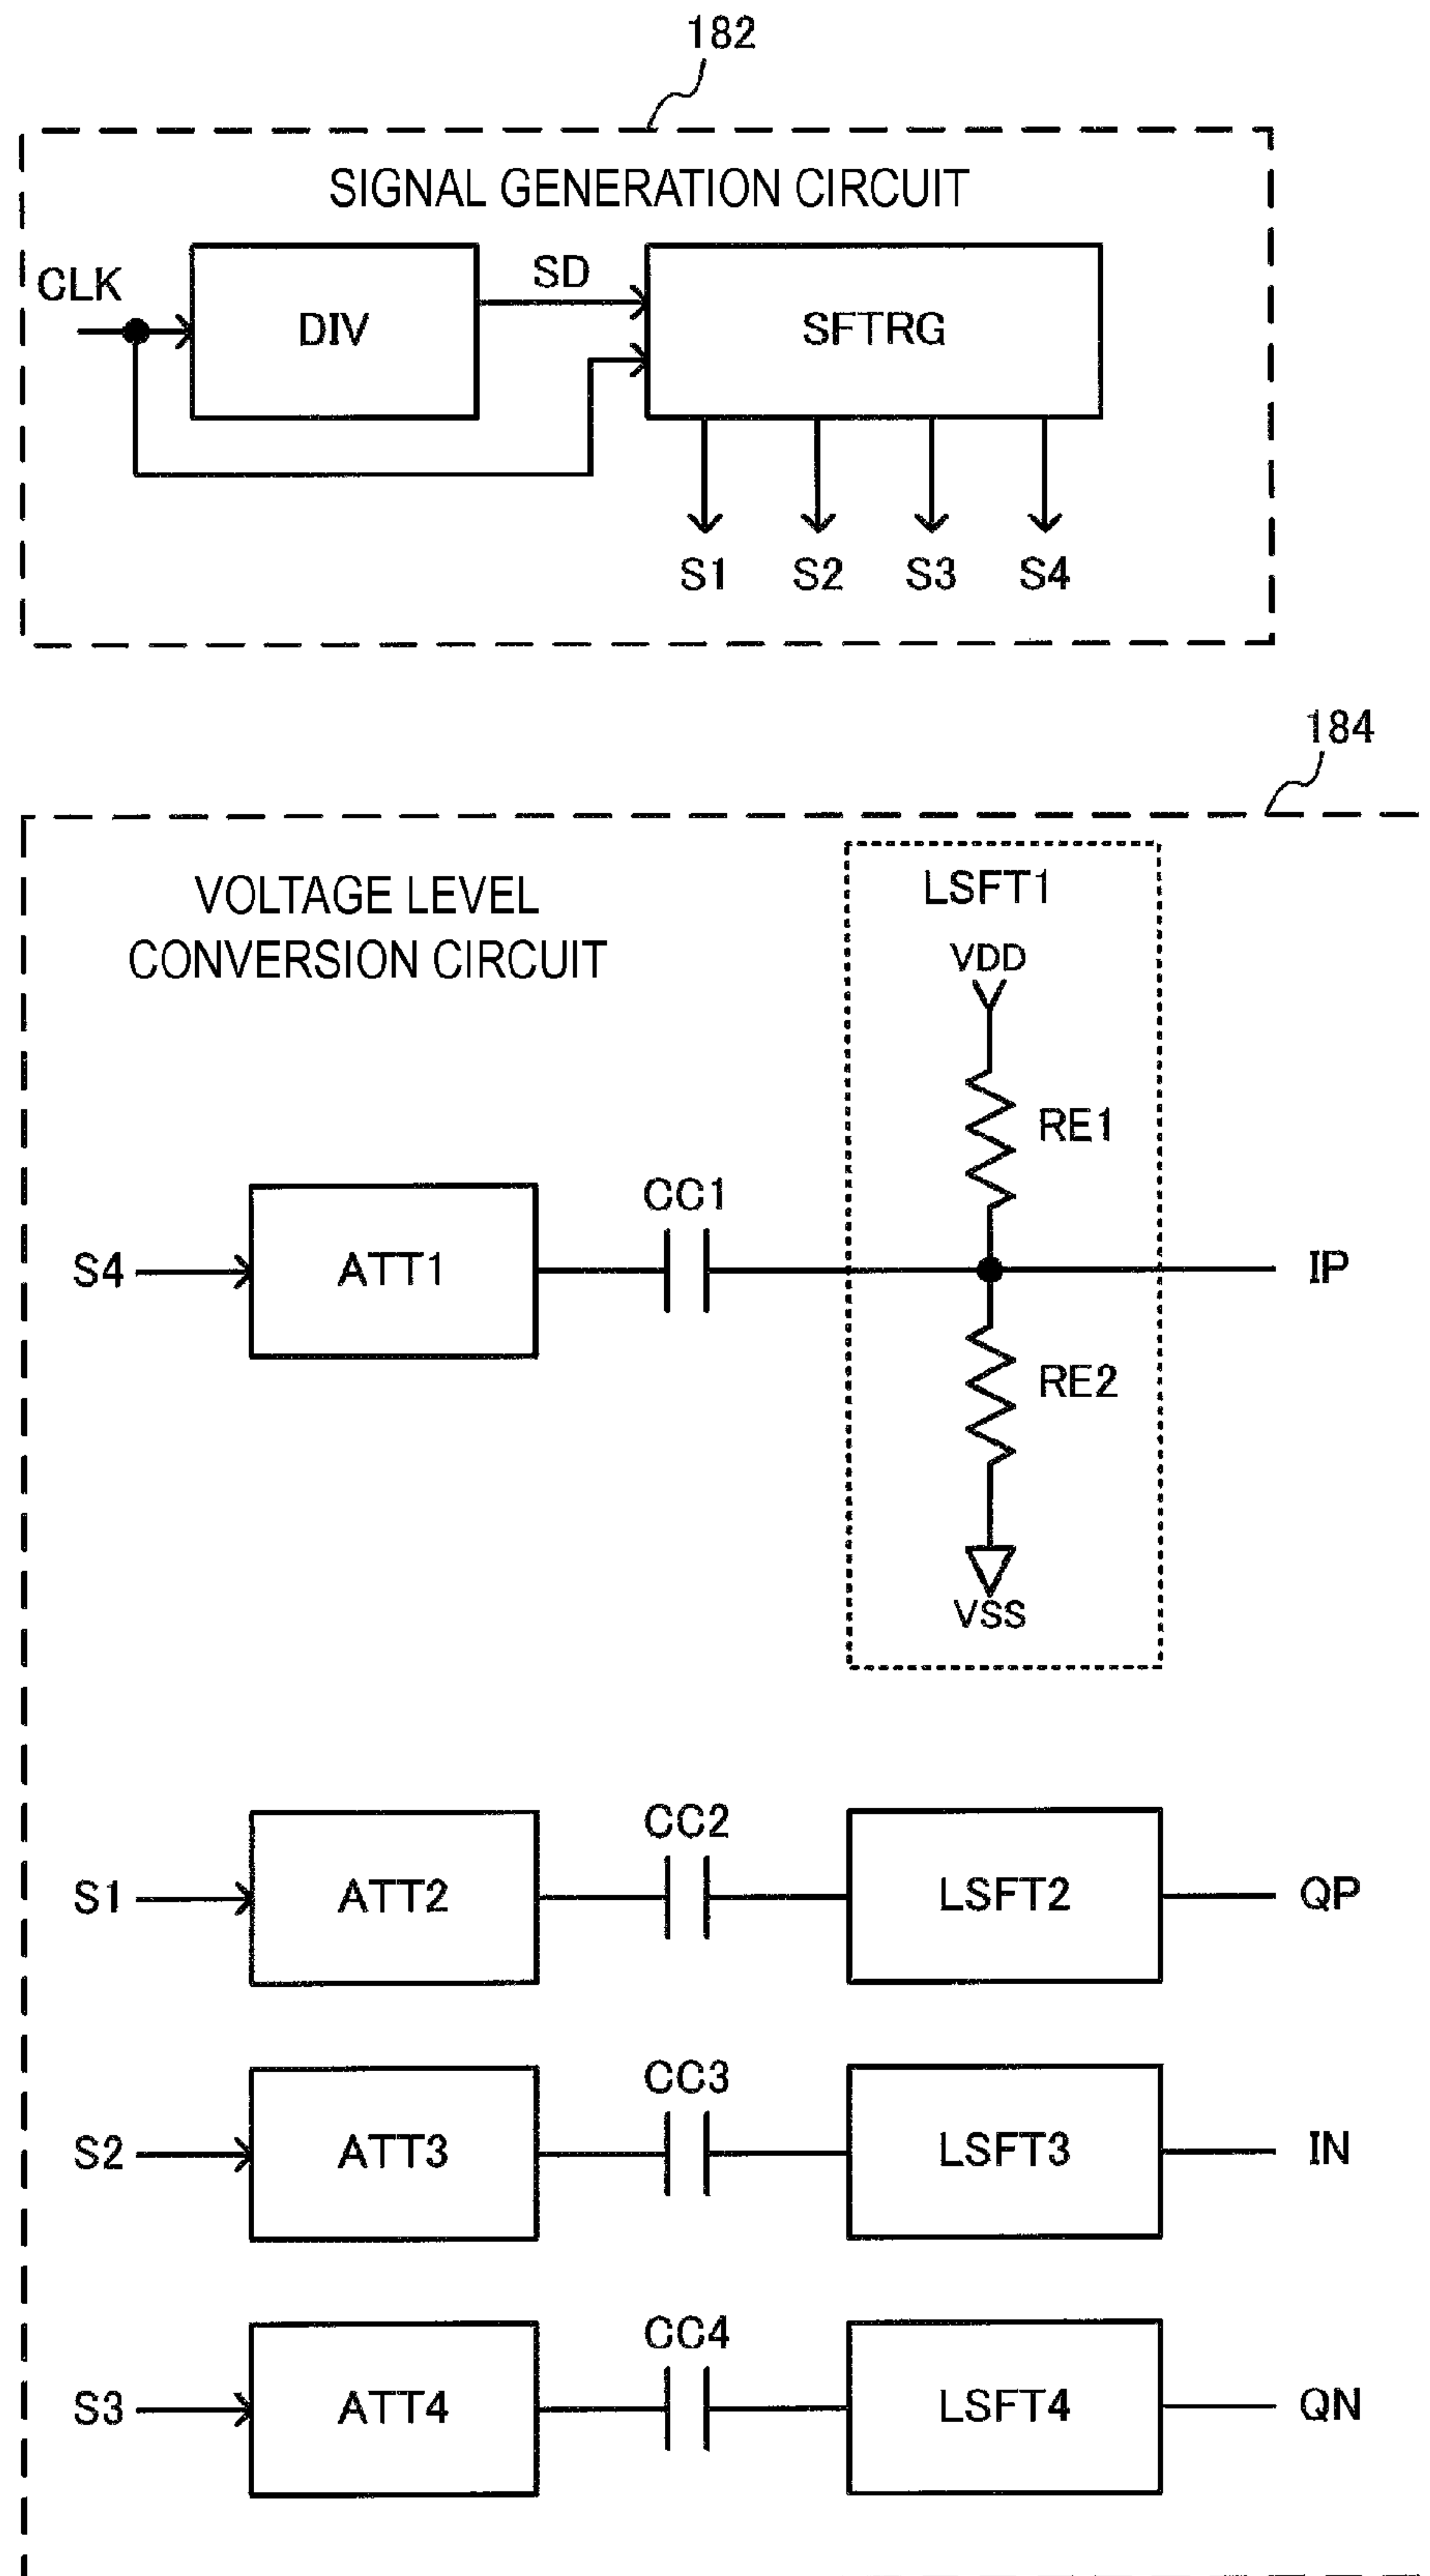 182
SIGNAL GENERATION CIRCUIT
CLK
DIV
SD
SFTRG
S1
S2
S3
S4
184
VOLTAGE LEVEL
CONVERSION CIRCUIT
LSFT1
VDD
RE1
S4
ATT1
CC1
IP
RE2
VSS
S1
ATT2
CC2
LSFT2
QP
S2
ATT3
CC3
LSFT3
IN
S3
ATT4
CC4
LSFT4
QN